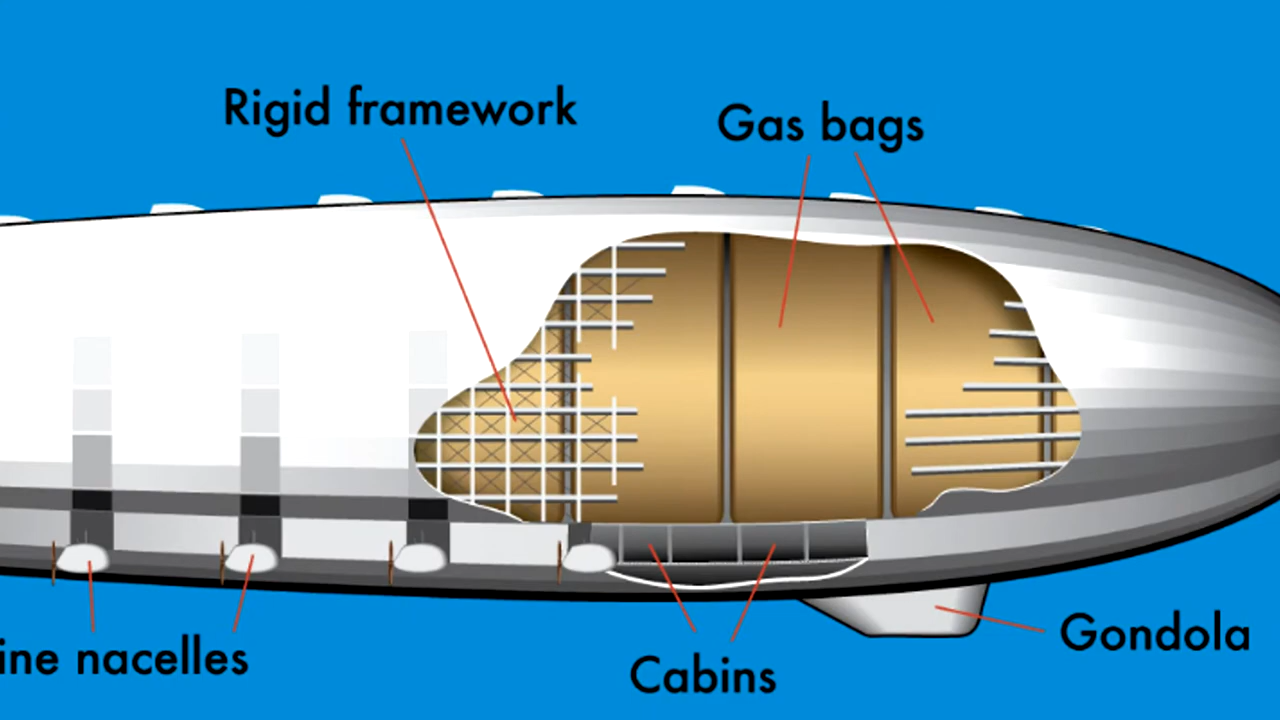 Rigid framework
Gas bags
ine nacelles
Cabins
Gondola